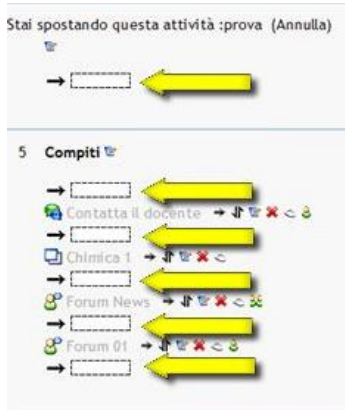 Stai spostando questa attività :prova (Annulla)
5 Compiti
Contatta il docente
Chimica 1
Forum News
Forum 01